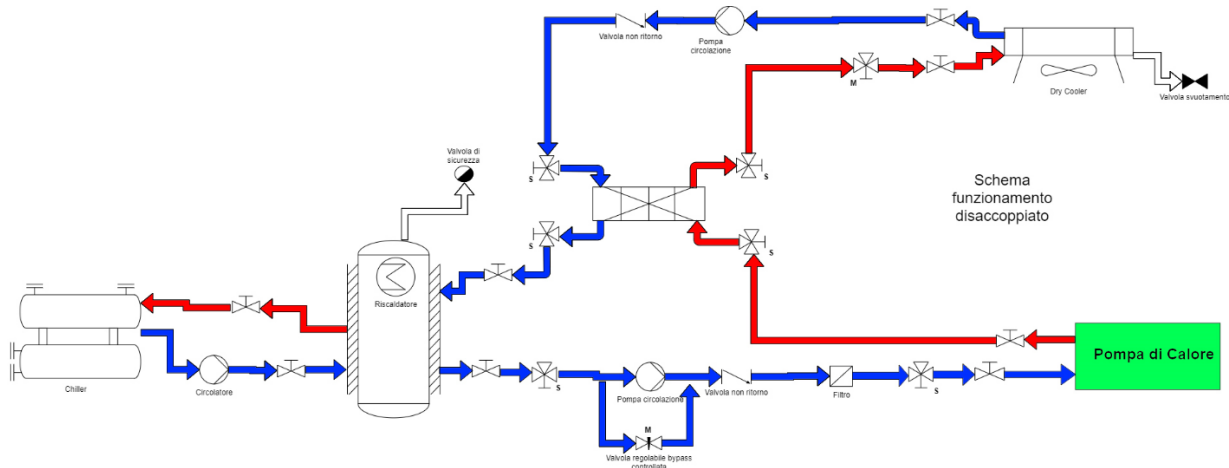 Valvola non ritorno
Pompa
circolazione
M
Dry Cooler
Valvola svuotamento
Valvola di
sicurezza
S
S
Schema
funzionamento
disaccoppiato
S
S
Riscaldatore
Pompa di Calore
Chiller
Circolatore
S
Pompa circolazione
Valvola non ritorno
Filtro
S
M
Valvola regolabile bypass
controllata